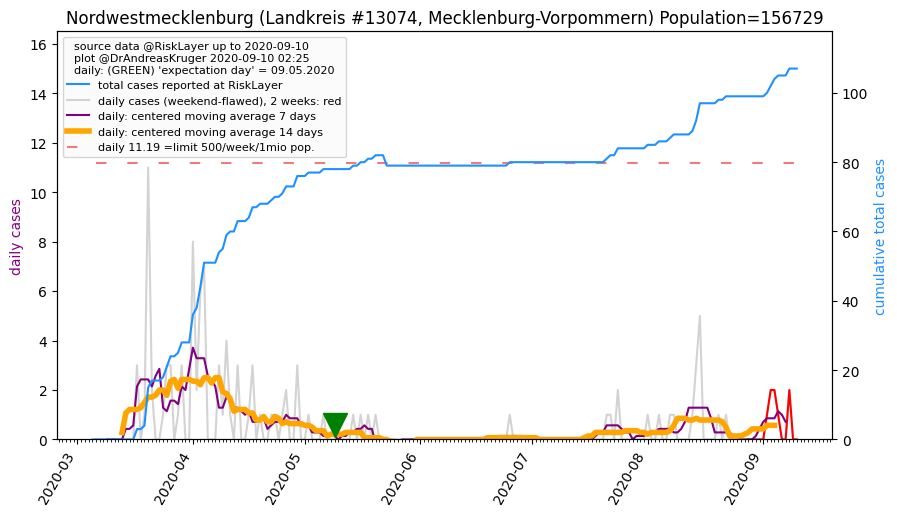 Nordwestmecklenburg (Landkreis #13074, Mecklenburg-Vorpommern) Population=156729
source data @RiskLayer up to 2020-09-10
plot @DrAndreasKruger 2020-09-10 02:25
daily: (GREEN) 'expectation day' = 09.05.2020
total cases reported at RiskLayer
daily cases (weekend-flawed), 2 weeks: red
daily: centered moving average 7 days
daily: centered moving average 14 days
daily 11.19 =limit 500/week/1mio pop.
daily cases
16
14
12
10
8
6
4
2
0
100
80
60
40
20
0
cumulative total cases
2020-03
2020-04
2020-05
2020-06
2020-07
2020-08
2020-09